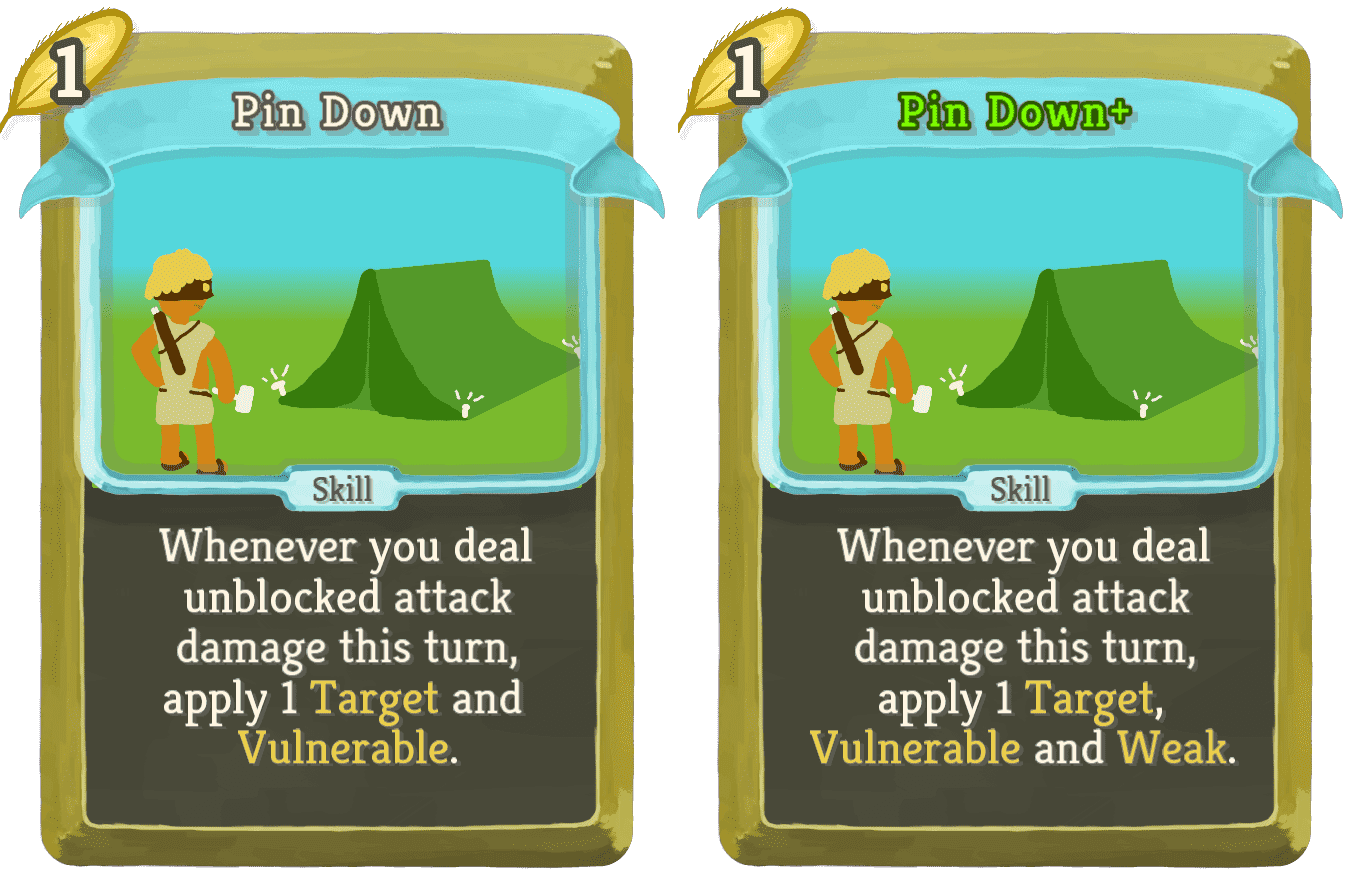 1
Pin Down
Skill
Whenever you deal
unblocked attack
damage this turn,
apply 1 Target and
Vulnerable.
1
Pin Down+
Skill
Whenever you deal
unblocked attack
damage this turn,
apply 1 Target,
Vulnerable and Weak.